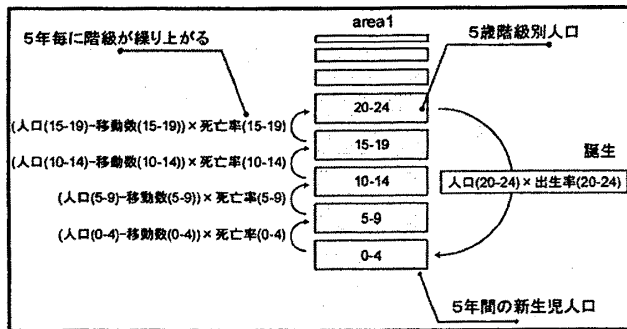 area1
5年毎に階級が繰り上がる
5歳階級別人口
20-24
(人口(15-19)-移動数(15-19))×死亡率(15-19)
15-19
誕生
(人口(10-14)-移動数(10-14))×死亡率(10-14)
10-14
人口(20-24)×出生率(20-24)
(人口(5-9)-移動数(5-9))×死亡率(5-9)
5-9
(人口(0-4)-移動数(0-4))×死亡率(0-4)
0-4
5年間の新生児人口